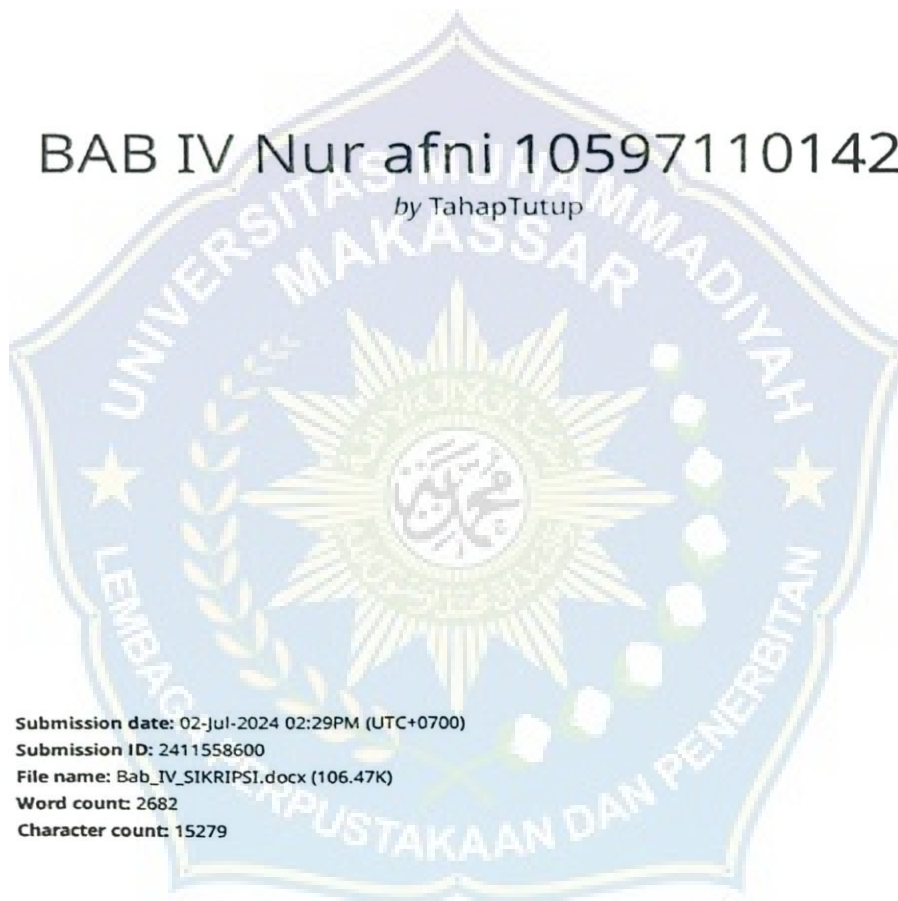 BAB IV Nur afni 10597110142
by TahapTutup
UNIVERSITAS MUHAMMADIYAH
MAKASSAR
محمد
LEMBAGA PERPUSTAKAAN DAN PENERBITAN
Submission date: 02-Jul-2024 02:29PM (UTC+0700)
Submission ID: 2411558600
File name: Bab_IV_SIKRIPSI.docx (106.47K)
Word count: 2682
Character count: 15279